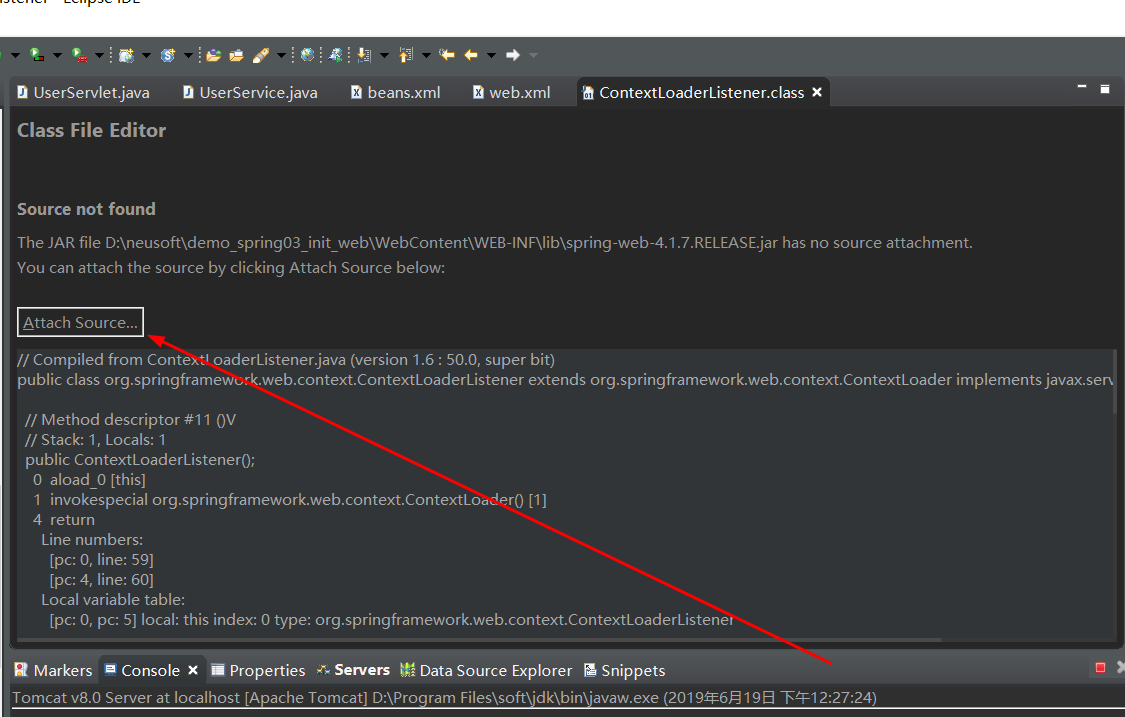 Eclipse IDE
UserServlet.java UserService.java beans.xml web.xml ContextLoaderListener.class
Class File Editor
Source not found
The JAR file D:\neusoft\demo_spring03_init_web\WebContent\WEB-INF\lib\spring-web-4.1.7.RELEASE.jar has no source attachment.
You can attach the source by clicking Attach Source below:
Attach Source...
// Compiled from ContextLoaderListener.java (version 1.6 : 50.0, super bit)
public class org.springframework.web.context.ContextLoaderListener extends org.springframework.web.context.ContextLoader implements javax.serv
// Method descriptor #11 ()V
// Stack: 1, Locals: 1
public ContextLoaderListener();
0 aload_0 [this]
1 invokespecial org.springframework.web.context.ContextLoader() [1]
4 return
Line numbers:
[pc: 0, line: 59]
[pc: 4, line: 60]
Local variable table:
[pc: 0, pc: 5] local: this index: 0 type: org.springframework.web.context.ContextLoaderListener
Markers Console Properties Servers Data Source Explorer Snippets
Tomcat v8.0 Server at localhost [Apache Tomcat] D:\Program Files\soft\jdk\bin\javaw.exe (2019年6月19日 下午12:27:24)